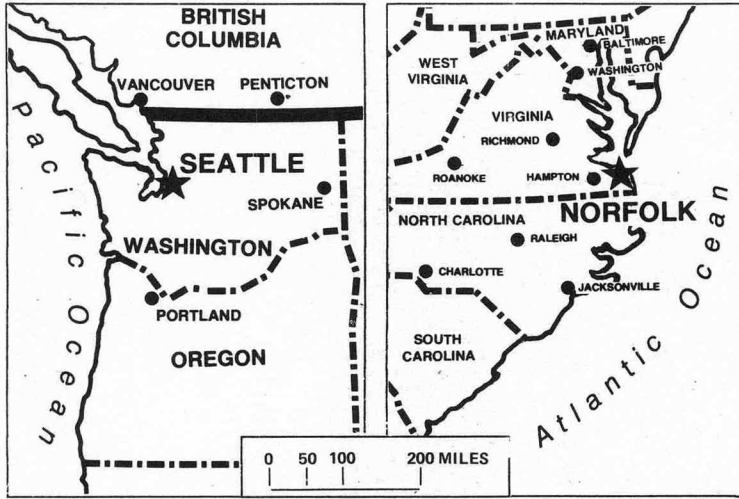 BRITISH
COLUMBIA
VANCOUVER
PENTICTON
SEATTLE
SPOKANE
WASHINGTON
PORTLAND
OREGON
Pacific Ocean
MARYLAND
BALTIMORE
WEST
VIRGINIA
WASHINGTON
VIRGINIA
RICHMOND
ROANOKE
HAMPTON
NORFOLK
NORTH CAROLINA
RALEIGH
CHARLOTTE
JACKSONVILLE
SOUTH
CAROLINA
Atlantic Ocean
0 50 100 200 MILES